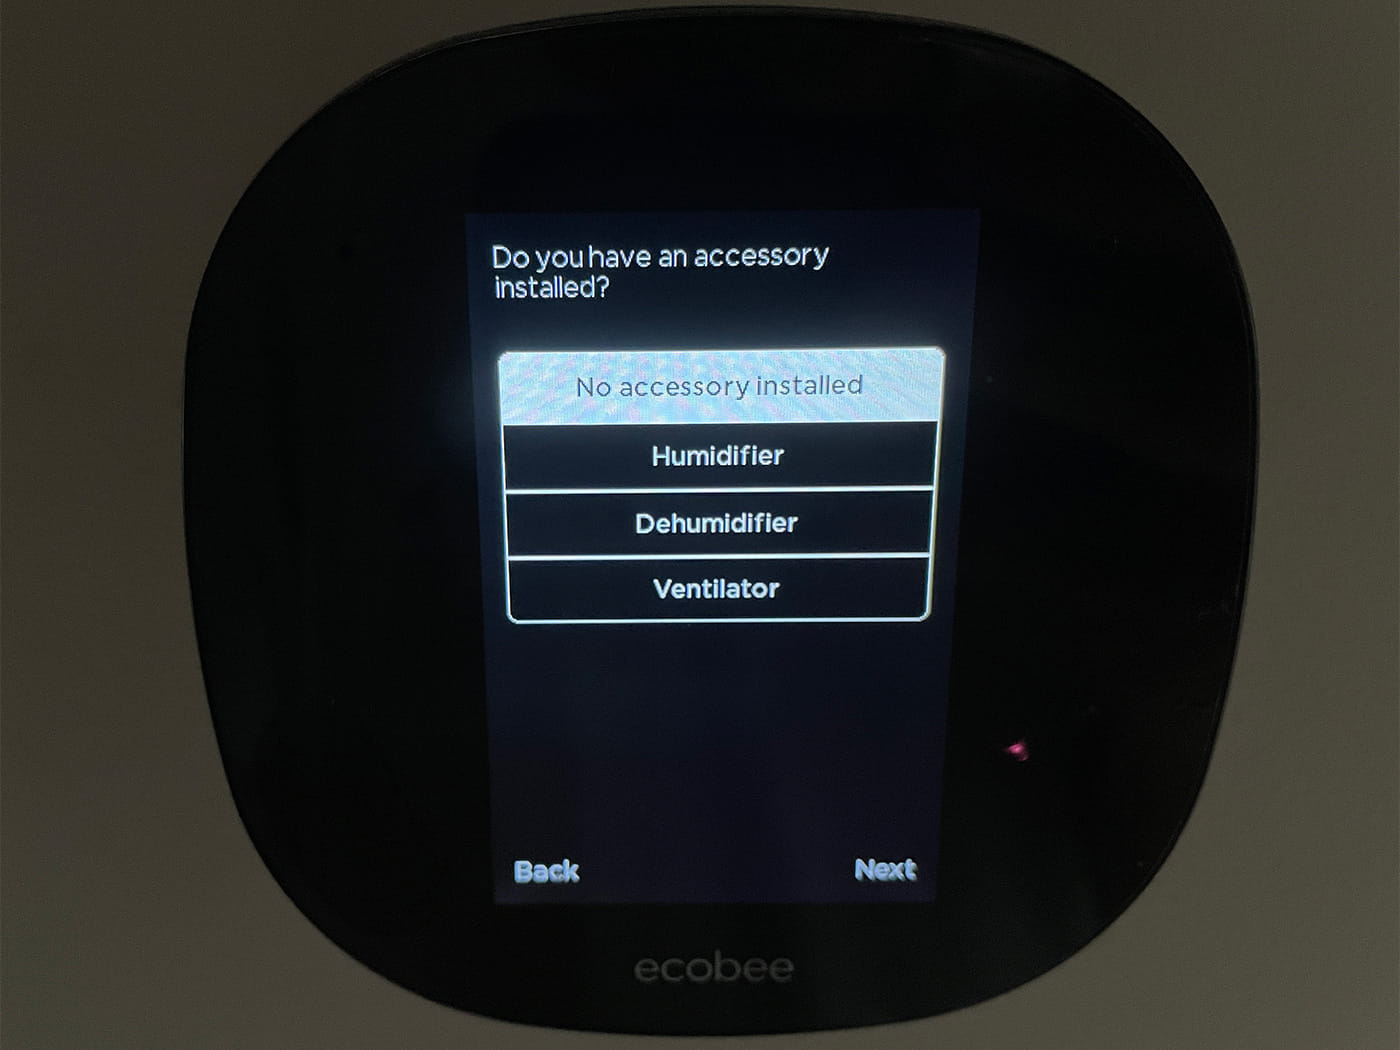 Do you have an accessory
installed?
No accessory installed
Humidifier
Dehumidifier
Ventilator
Back Next
ecobee